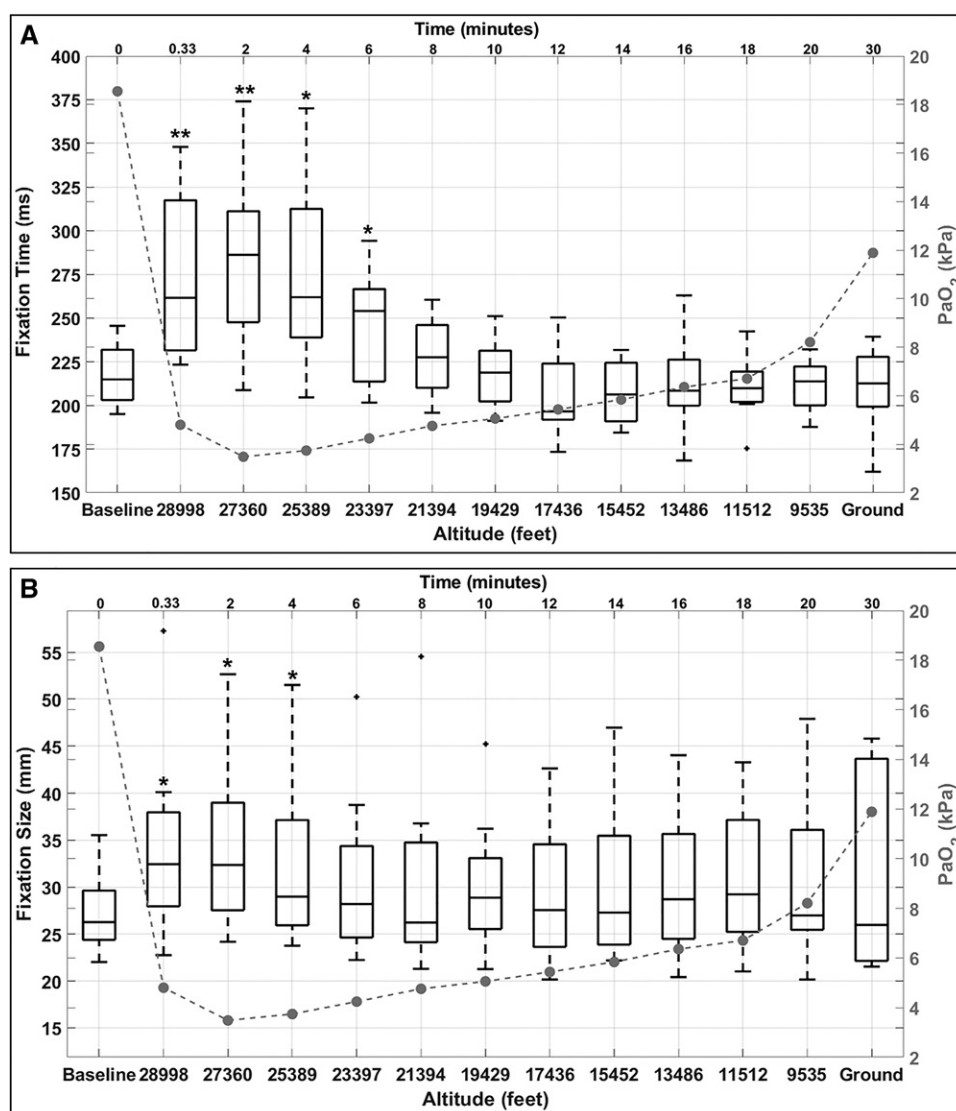 A
Time (minutes)
0 0.33 2 4 6 8 10 12 14 16 18 20 30
400 20
375 18
350 16
325 14
300 12
275 10
250 8
225 6
200 4
175 2
150
** ** * *
Fixation Time (ms)
PaO2 (kPa)
Baseline 28998 27360 25389 23397 21394 19429 17436 15452 13486 11512 9535 Ground
Altitude (feet)
B
Time (minutes)
0 0.33 2 4 6 8 10 12 14 16 18 20 30
55 20
50 18
45 16
40 14
35 12
30 10
25 8
20 6
15 4
2
* * *
Fixation Size (mm)
PaO2 (kPa)
Baseline 28998 27360 25389 23397 21394 19429 17436 15452 13486 11512 9535 Ground
Altitude (feet)